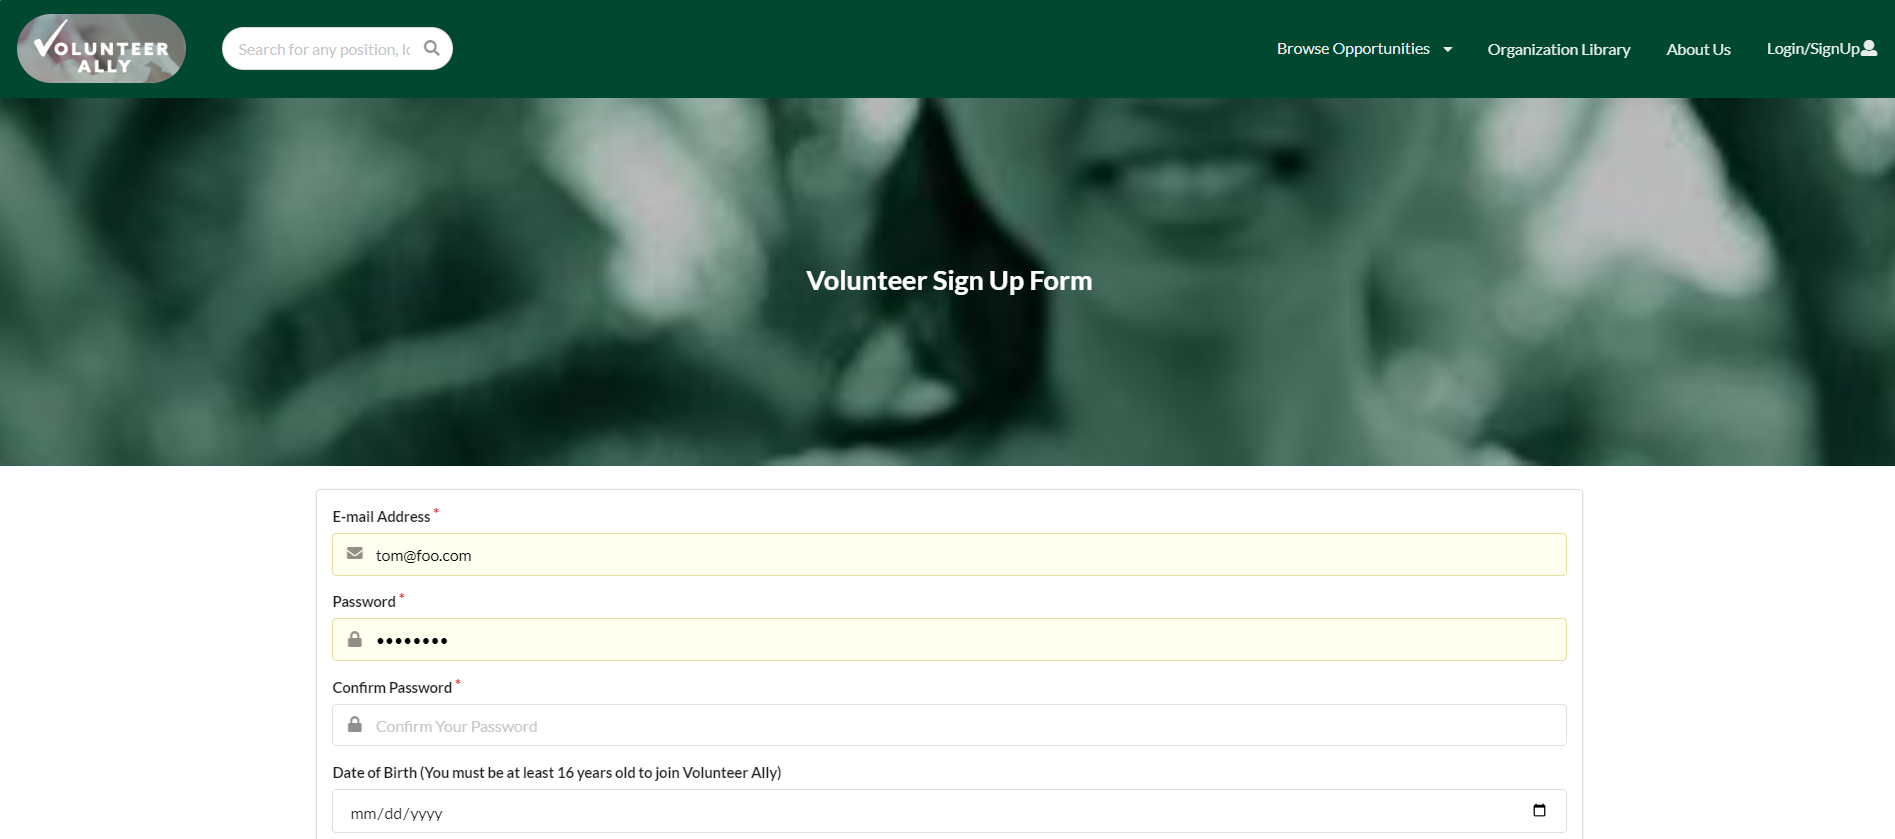 VOLUNTEER
ALLY
Search for any position, lo
Browse Opportunities
Organization Library
About Us
Login/SignUp
Volunteer Sign Up Form
E-mail Address *
tom@foo.com
Password *
••••••••
Confirm Password *
Confirm Your Password
Date of Birth (You must be at least 16 years old to join Volunteer Ally)
mm/dd/yyyy